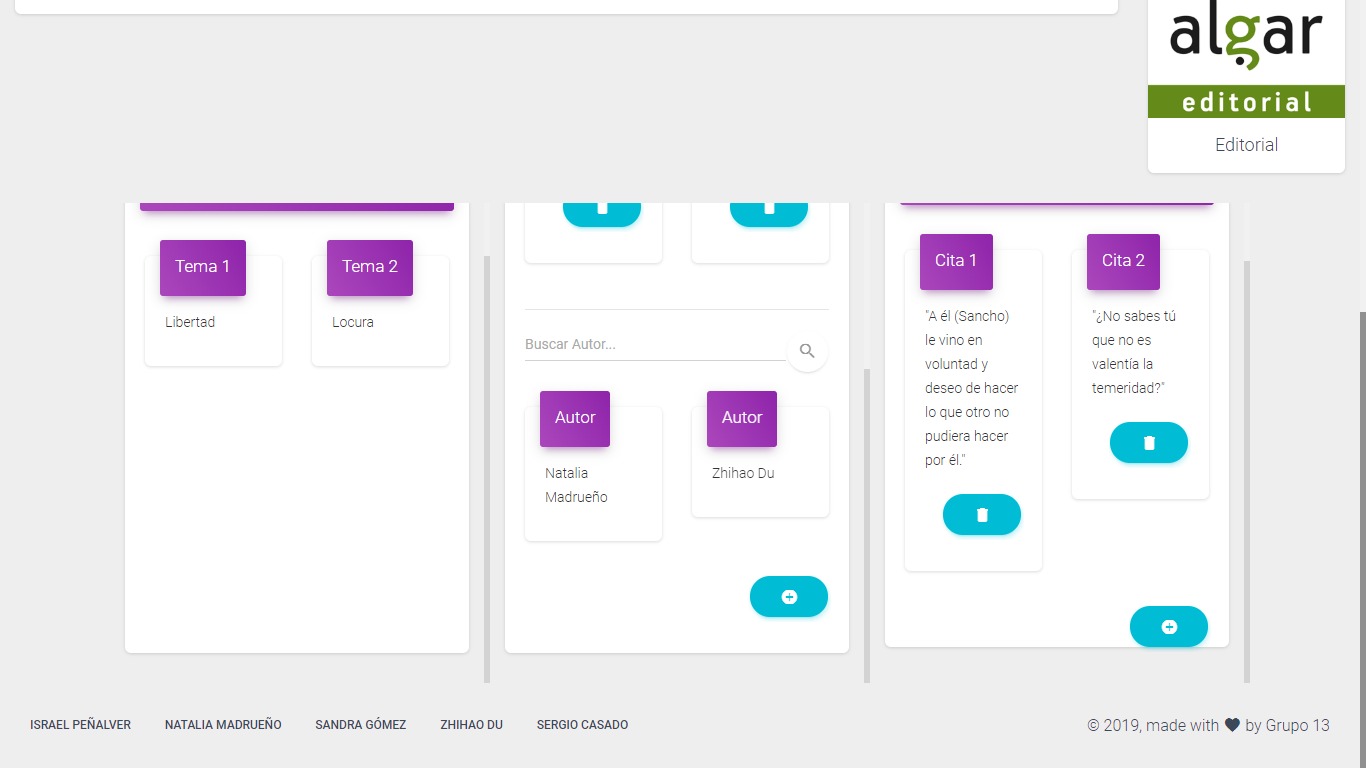 algar
editorial
Editorial
Tema 1
Tema 2
Libertad
Locura
Buscar Autor...
Autor
Autor
Natalia
Madrueño
Zhihao Du
Cita 1
Cita 2
"A él (Sancho)
le vino en
voluntad y
deseo de hacer
lo que otro no
pudiera hacer
por él."
"¿No sabes tú
que no es
valentía la
temeridad?"
ISRAEL PEÑALVER NATALIA MADRUEÑO SANDRA GÓMEZ ZHIHAO DU SERGIO CASADO
© 2019, made with ♥ by Grupo 13